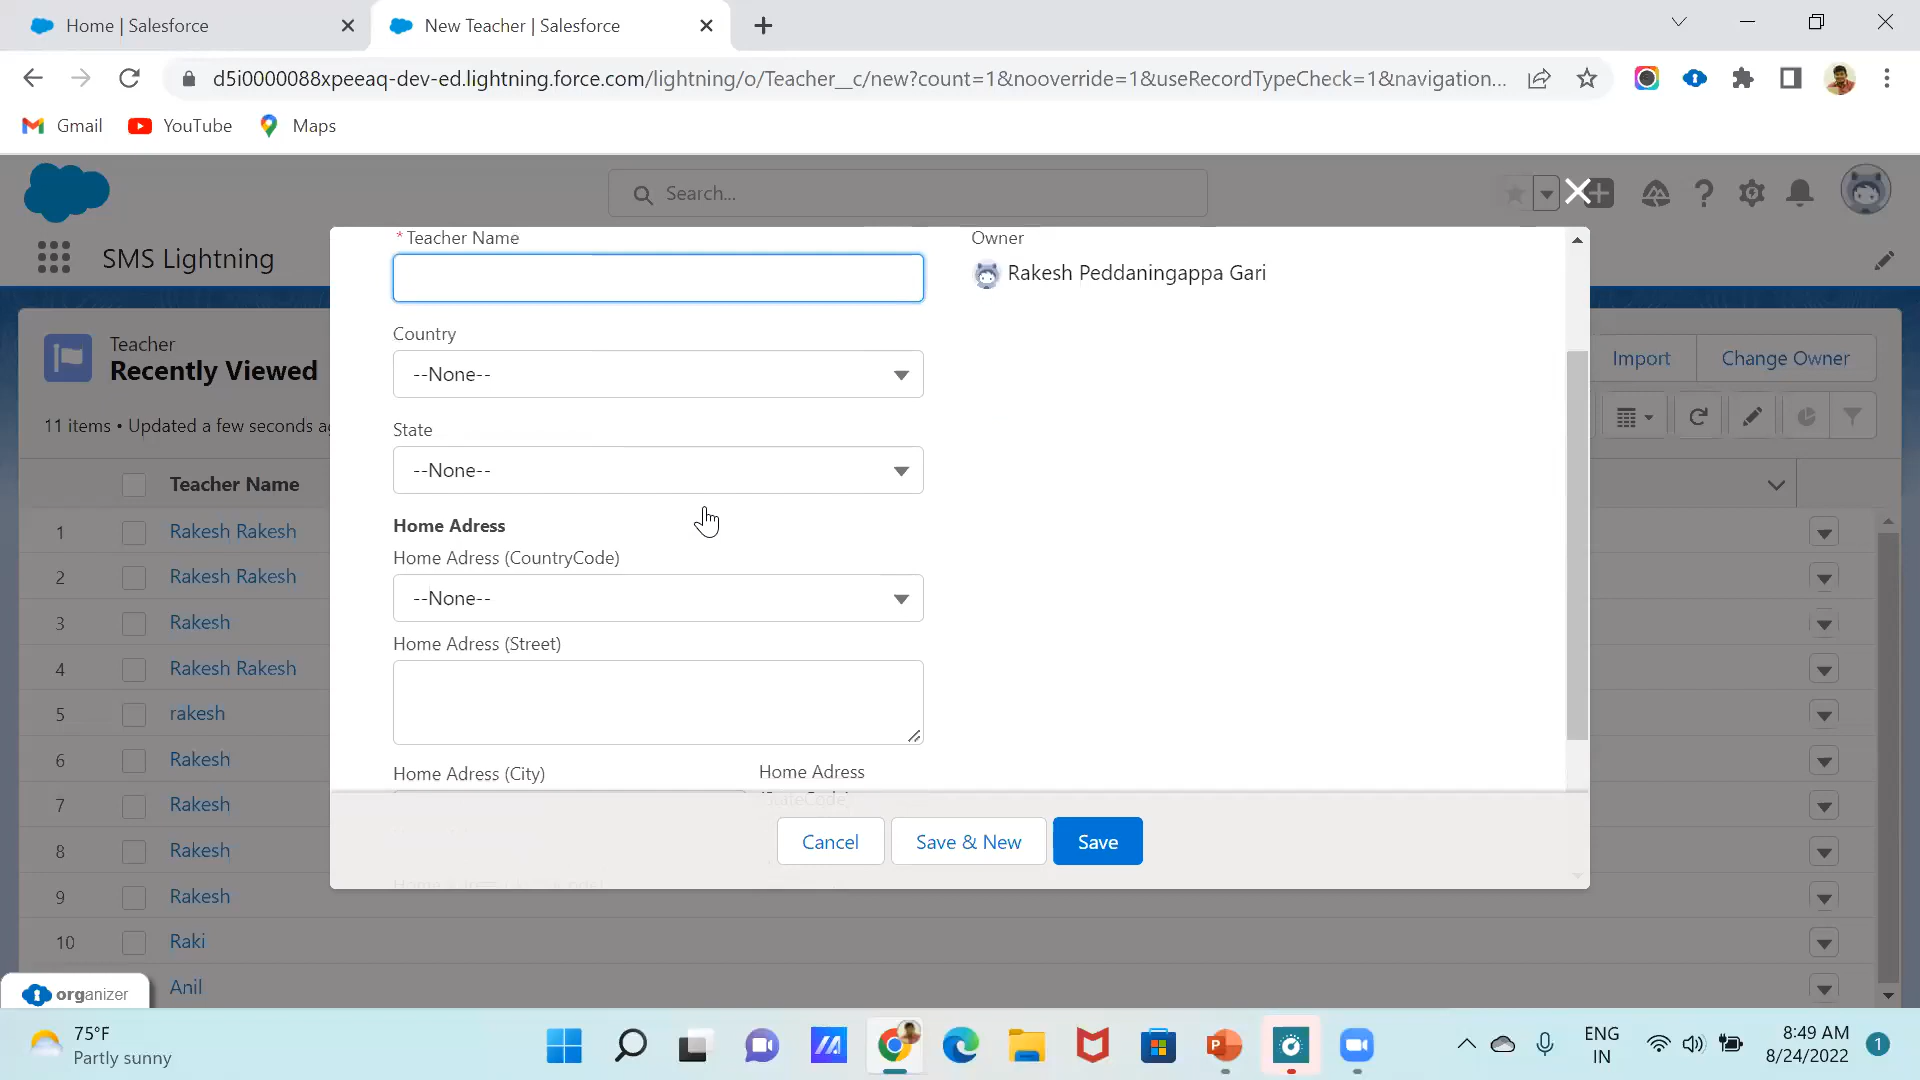 Home | Salesforce
New Teacher | Salesforce
d5i0000088xpeeaq-dev-ed.lightning.force.com/lightning/o/Teacher__c/new?count=1&nooverride=1&useRecordTypeCheck=1&navigation...
Gmail
YouTube
Maps
Search...
SMS Lightning
Teacher
Recently Viewed
11 items • Updated a few seconds a
Import
Change Owner
Teacher Name
1 Rakesh Rakesh
2 Rakesh Rakesh
3 Rakesh
4 Rakesh Rakesh
5 rakesh
6 Rakesh
7 Rakesh
8 Rakesh
9 Rakesh
10 Raki
Anil
*Teacher Name
Owner
Rakesh Peddaningappa Gari
Country
--None--
State
--None--
Home Adress
Home Adress (CountryCode)
--None--
Home Adress (Street)
Home Adress (City)
Home Adress
(StateCode)
Cancel
Save & New
Save
organizer
75°F
Partly sunny
ENG
IN
8:49 AM
8/24/2022
1